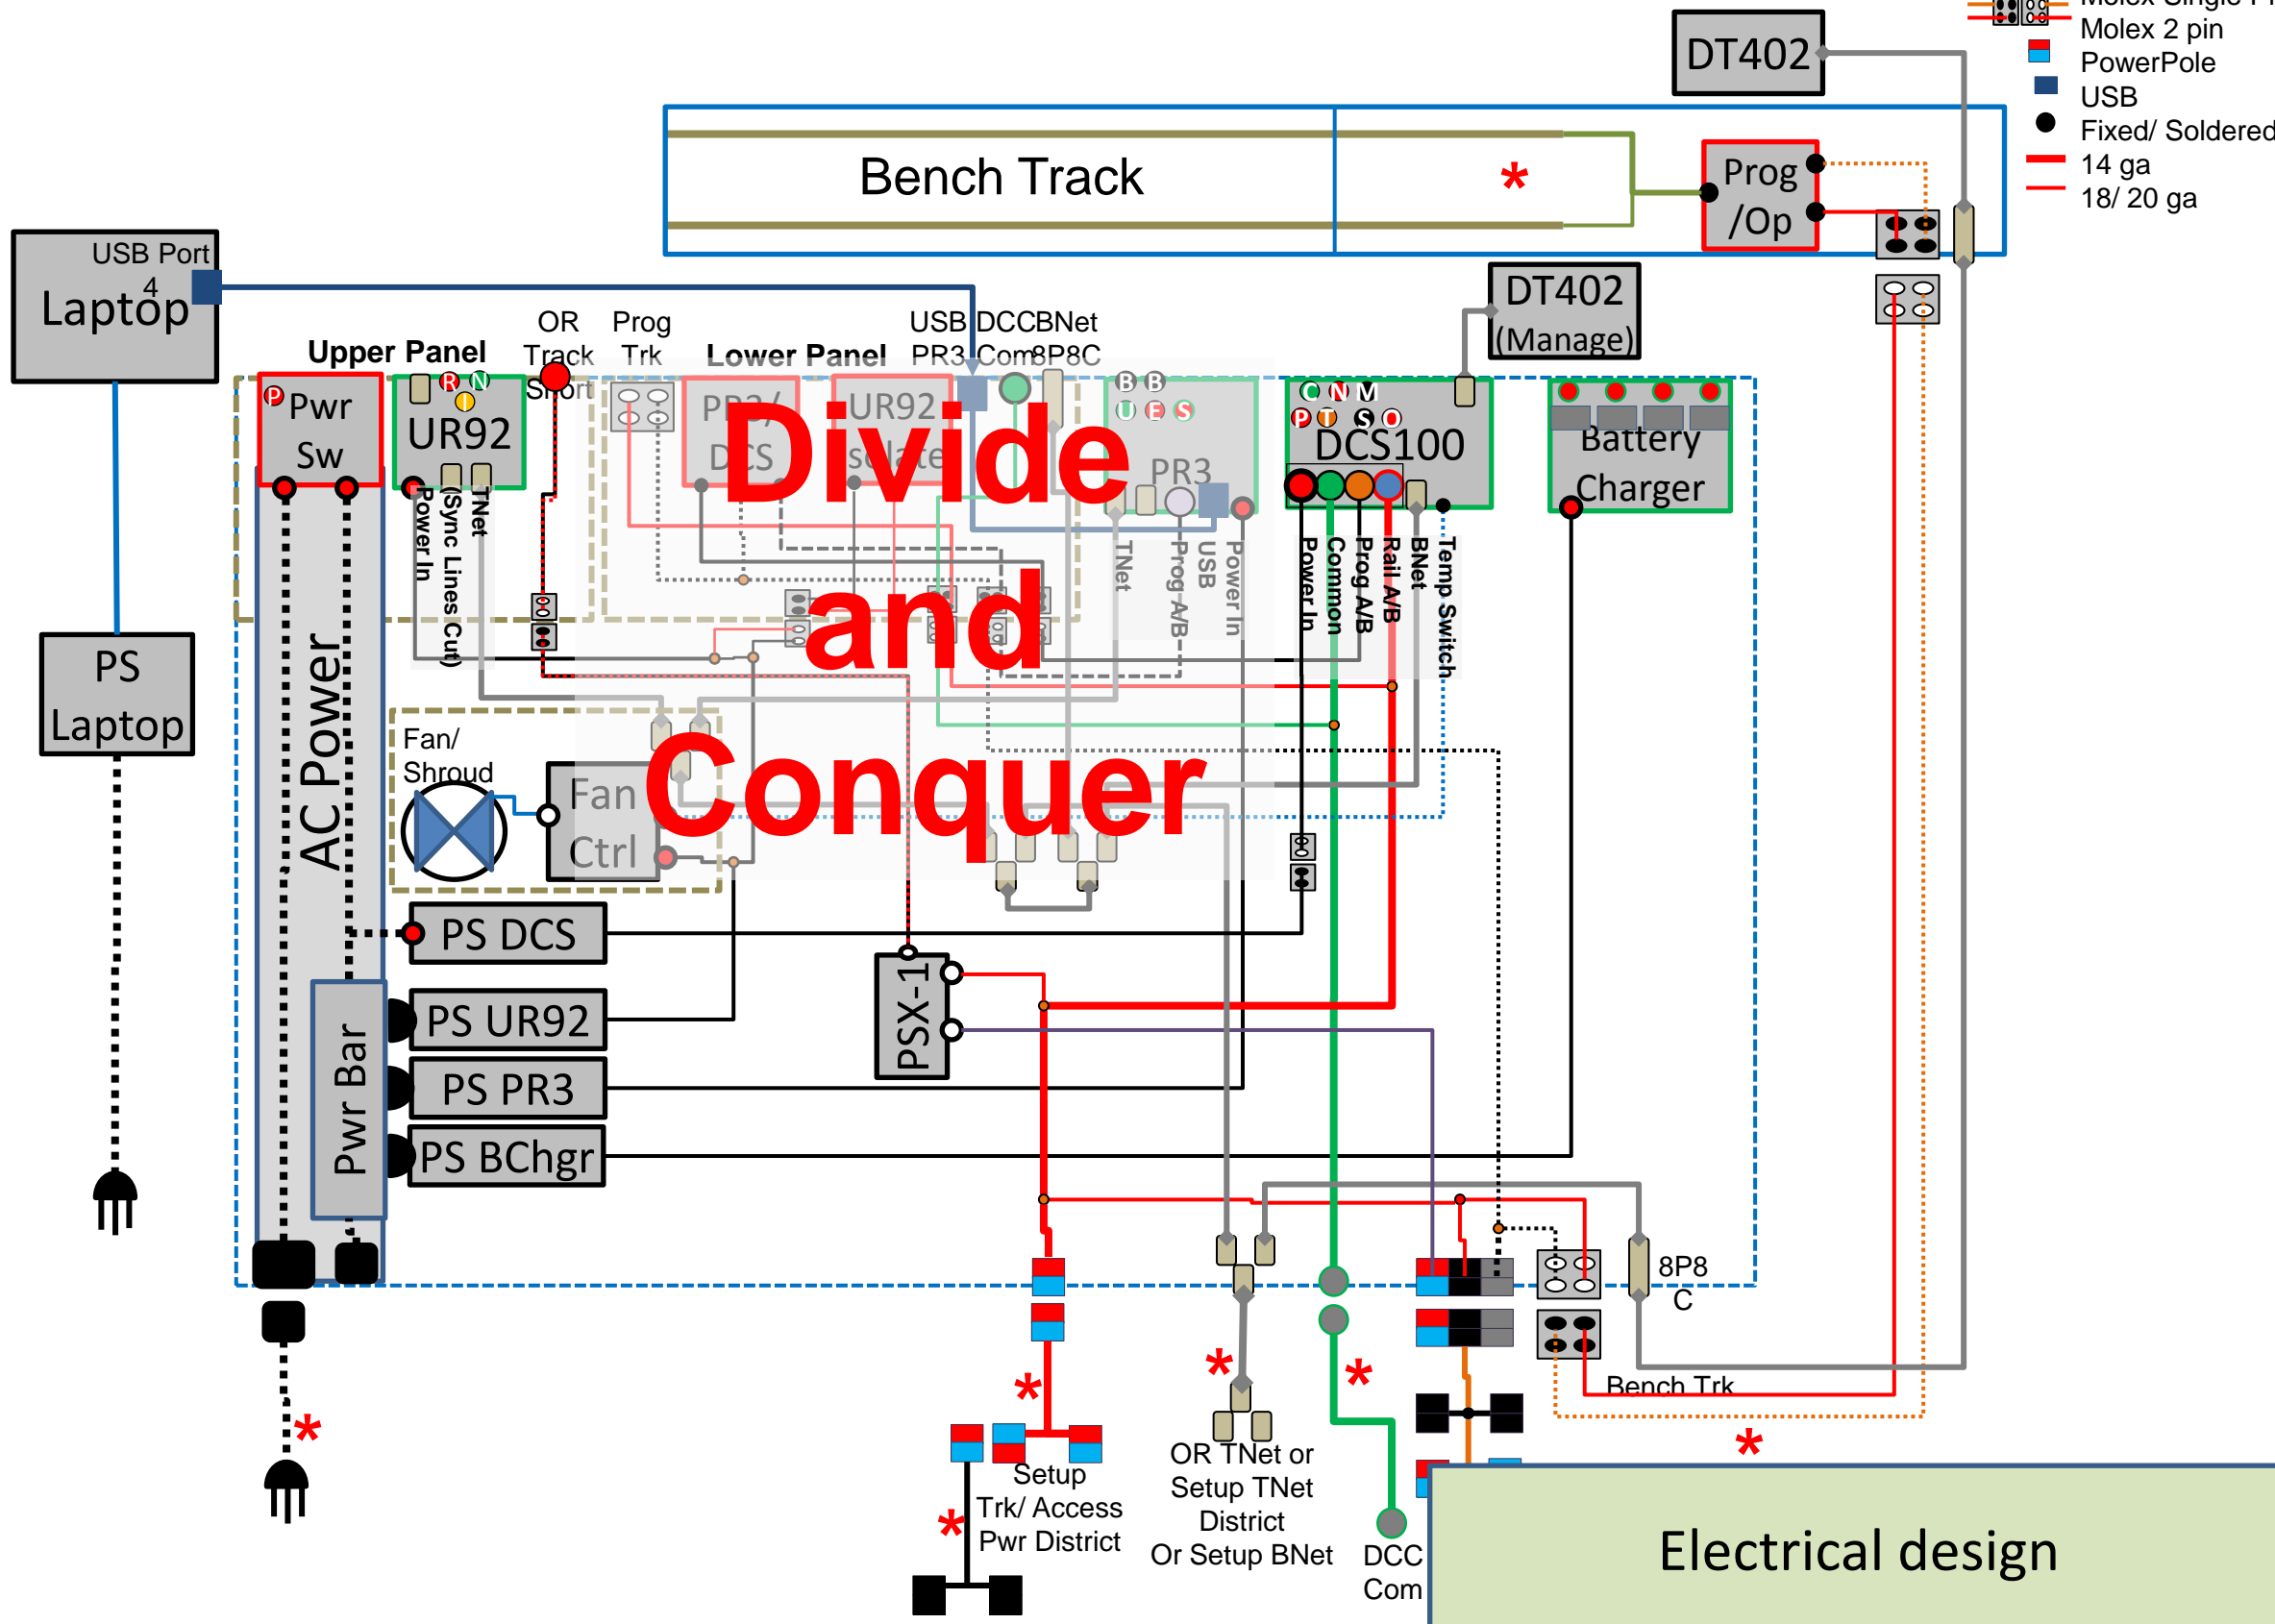 Molex 2 pin
PowerPole
USB
Fixed/ Soldered
14 ga
18/ 20 ga
DT402
Bench Track
*
Prog
/Op
USB Port
4
Laptop
DT402
(Manage)
OR
Track
Short
Prog
Trk
USB
PR3
DCC
Com
BNet
8P8C
Upper Panel
Lower Panel
P
Pwr
Sw
R N
I
UR92
DCS
UR92
B B
U E S
PR3
C N M
P T S O
DCS100
Battery
Charger
Divide
and
Conquer
Power In
(Sync Lines Cut)
TNet
TNet
Prog A/B
USB
Power In
Power In
Common
Prog A/B
Rail A/B
BNet
Temp Switch
PS
Laptop
AC Power
Fan/
Shroud
Fan
Ctrl
PS DCS
PS UR92
PS PR3
PS BChgr
Pwr Bar
PSX-1
8P8
C
Bench Trk
*
*
*
*
*
*
Setup
Trk/ Access
Pwr District
OR TNet or
Setup TNet
District
Or Setup BNet
DCC
Com
Electrical design